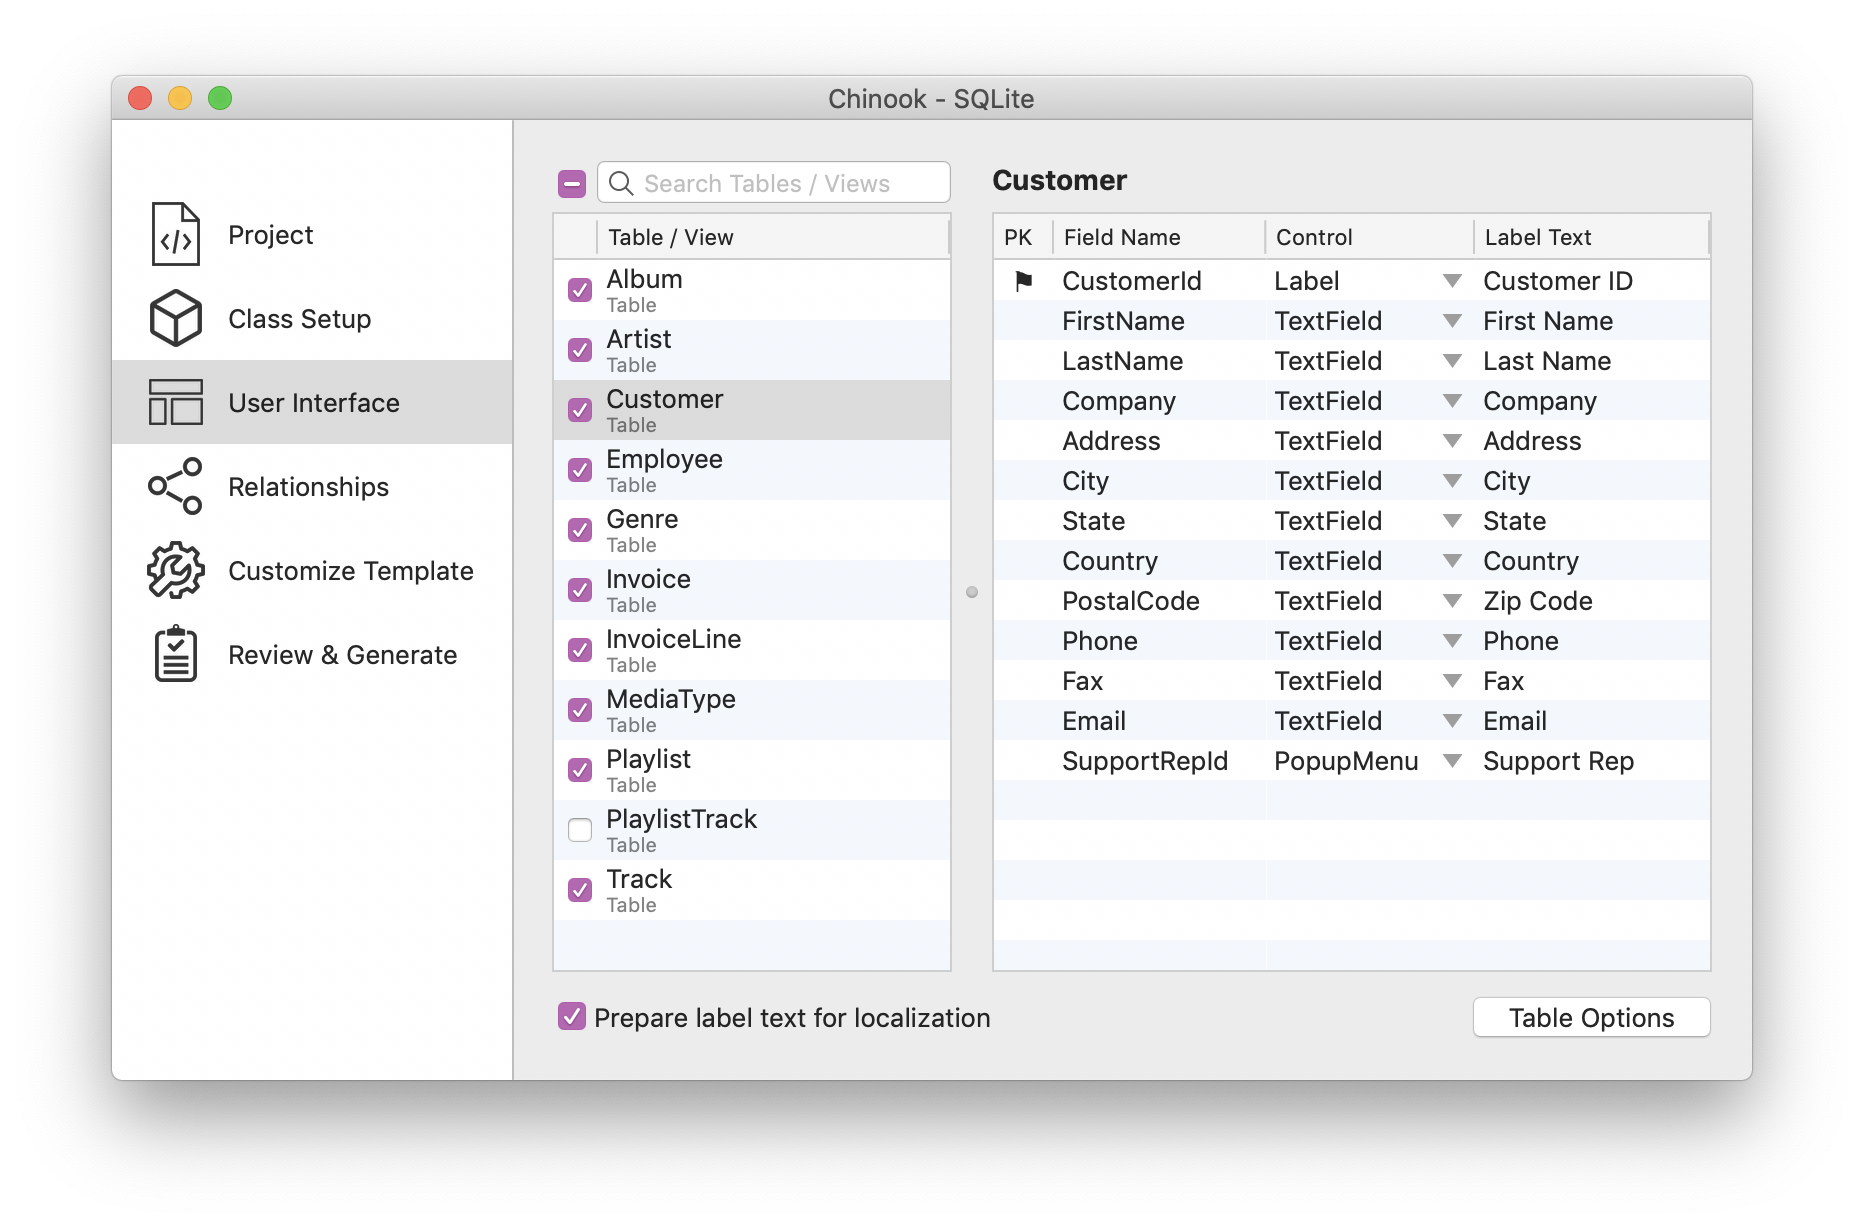 Chinook - SQLite
Project
Class Setup
User Interface
Relationships
Customize Template
Review & Generate
Search Tables / Views
Table / View
Album
Table
Artist
Table
Customer
Table
Employee
Table
Genre
Table
Invoice
Table
InvoiceLine
Table
MediaType
Table
Playlist
Table
PlaylistTrack
Table
Track
Table
Prepare label text for localization
Customer
PK Field Name Control Label Text
CustomerId Label Customer ID
FirstName TextField First Name
LastName TextField Last Name
Company TextField Company
Address TextField Address
City TextField City
State TextField State
Country TextField Country
PostalCode TextField Zip Code
Phone TextField Phone
Fax TextField Fax
Email TextField Email
SupportRepId PopupMenu Support Rep
Table Options